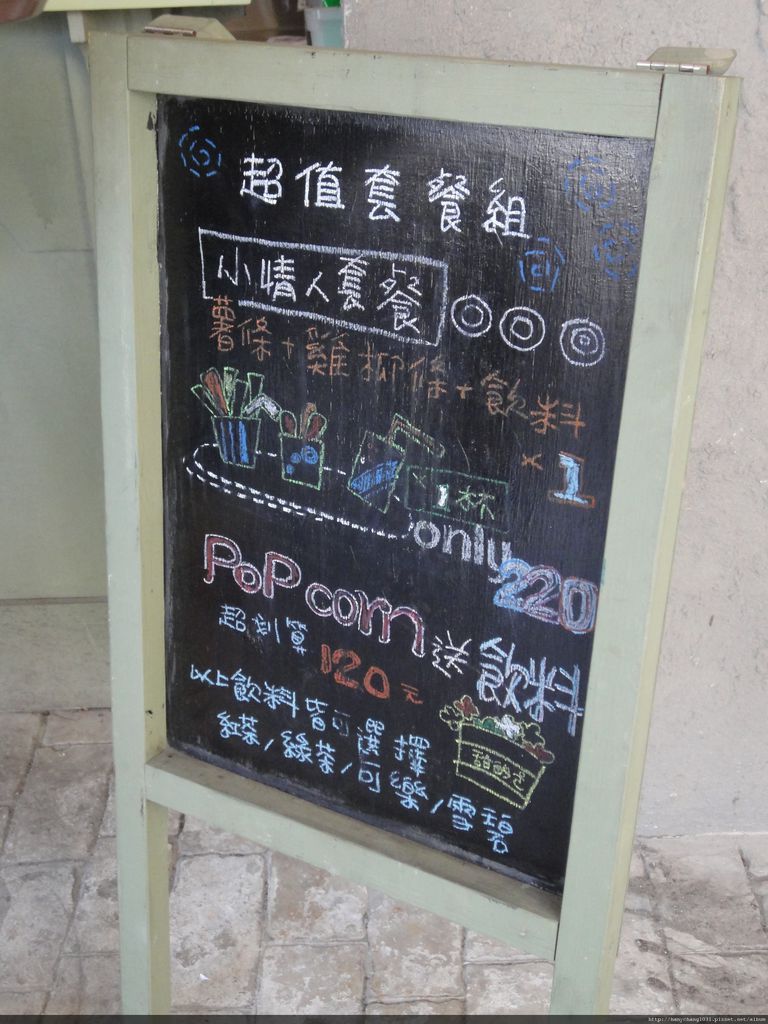 超值套餐組
小情人套餐
薯條+雞柳條+飲料
x1
x1杯
only
220
PoP corn 送飲料
超划算 120元
以上飲料皆可選擇
紅茶/綠茶/可樂/雪碧